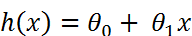 h(x) = θ₀ + θ₁x